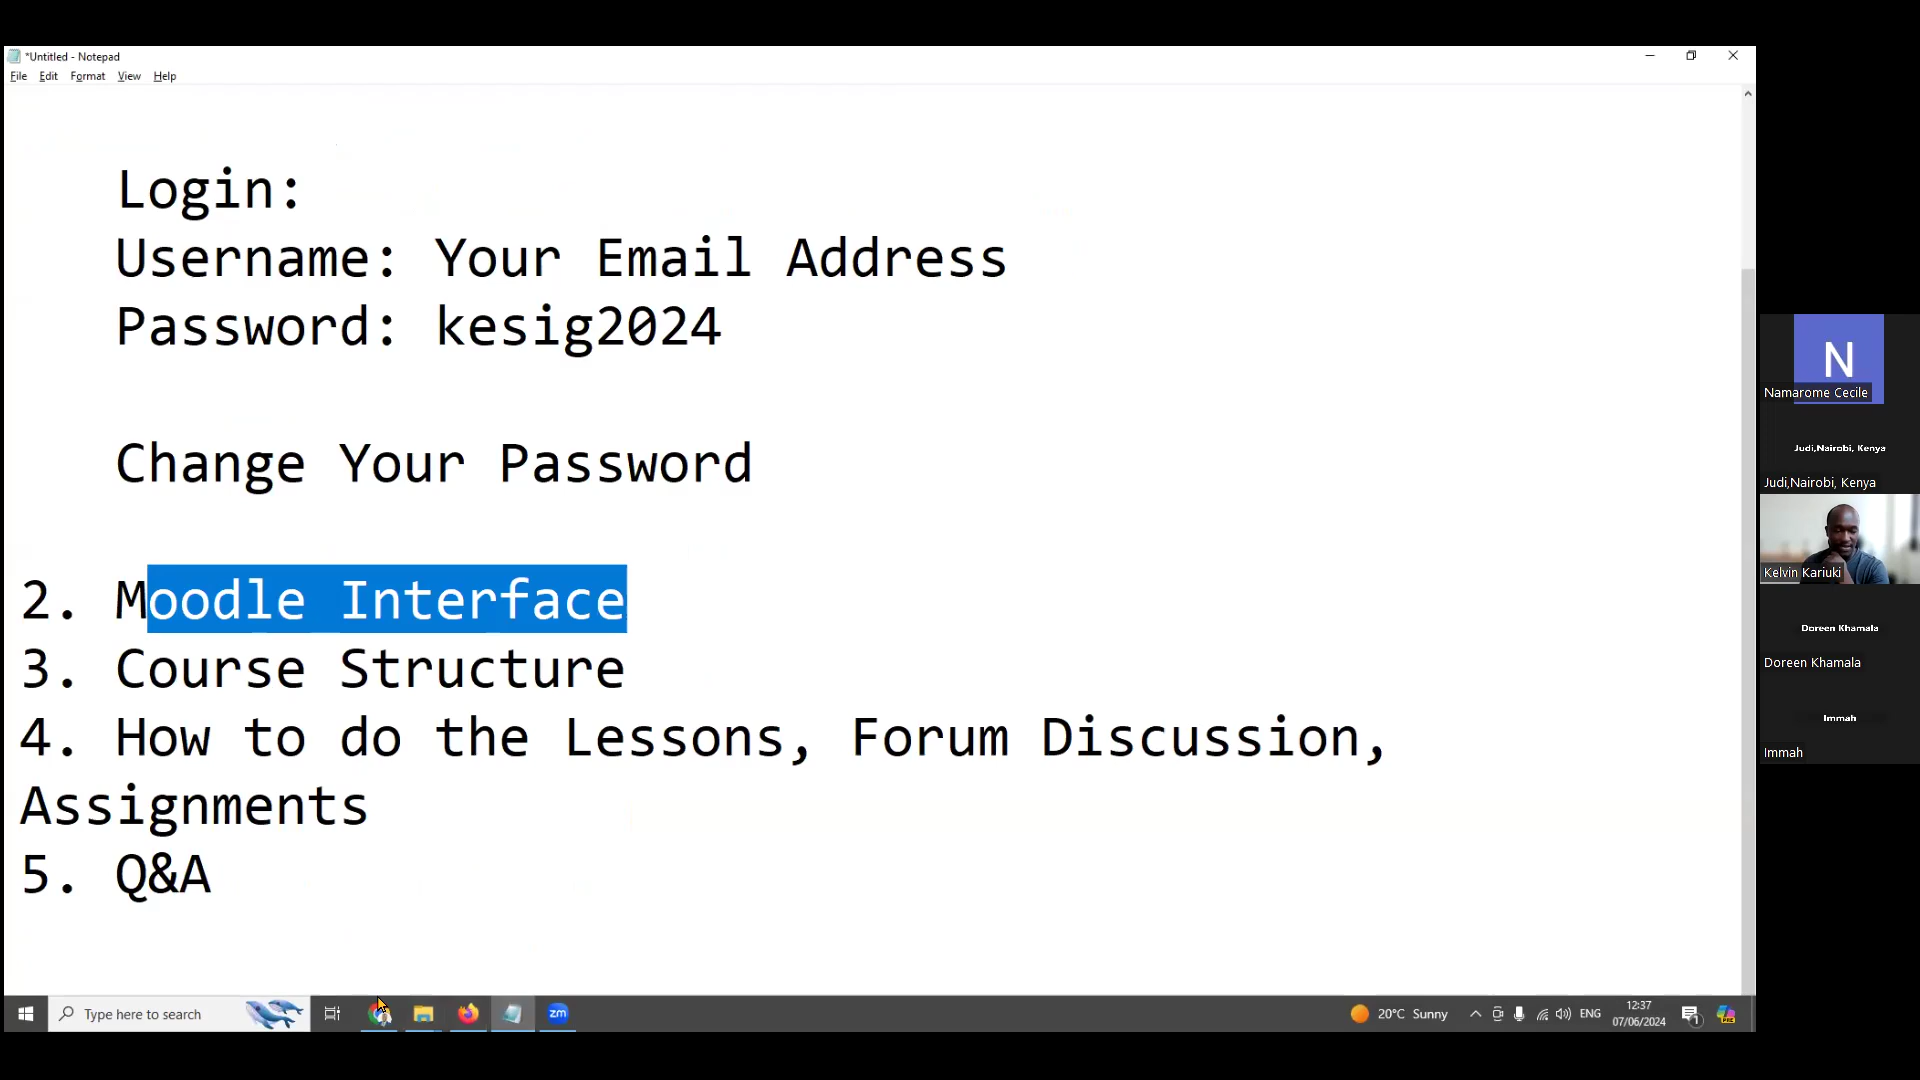 *Untitled - Notepad
File Edit Format View Help
Login:
Username: Your Email Address
Password: kesig2024
Change Your Password
2. Moodle Interface
3. Course Structure
4. How to do the Lessons, Forum Discussion,
Assignments
5. Q&A
N
Namarome Cecile
Judi,Nairobi, Kenya
Judi,Nairobi, Kenya
Kelvin Kariuki
Doreen Khamala
Doreen Khamala
Immah
Immah
Type here to search
zm
20°C Sunny
ENG
12:37
07/06/2024
1
PRE